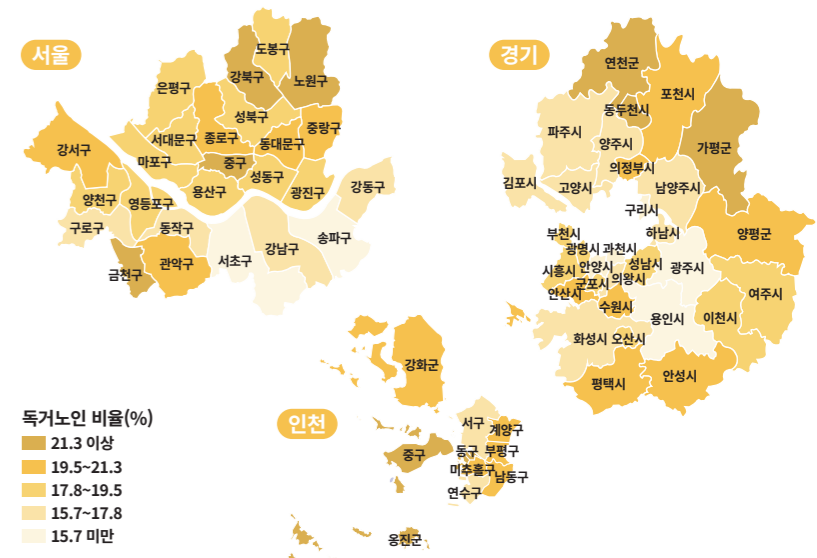 서울
도봉구
강북구
노원구
은평구
성북구
서대문구
종로구
중랑구
동대문구
강서구
마포구
중구
성동구
강동구
양천구
영등포구
용산구
광진구
구로구
동작구
강남구
송파구
서초구
금천구
관악구
경기
연천군
포천시
동두천시
파주시
양주시
가평군
의정부시
김포시
고양시
남양주시
구리시
하남시
양평군
부천시
광명시
과천시
시흥시
안양시
성남시
광주시
군포시
의왕시
안산시
여주시
수원시
용인시
이천시
화성시
오산시
평택시
안성시
강화군
인천
서구
계양구
중구
동구
부평구
미추홀구
남동구
연수구
옹진군
독거노인 비율(%)
21.3 이상
19.5~21.3
17.8~19.5
15.7~17.8
15.7 미만